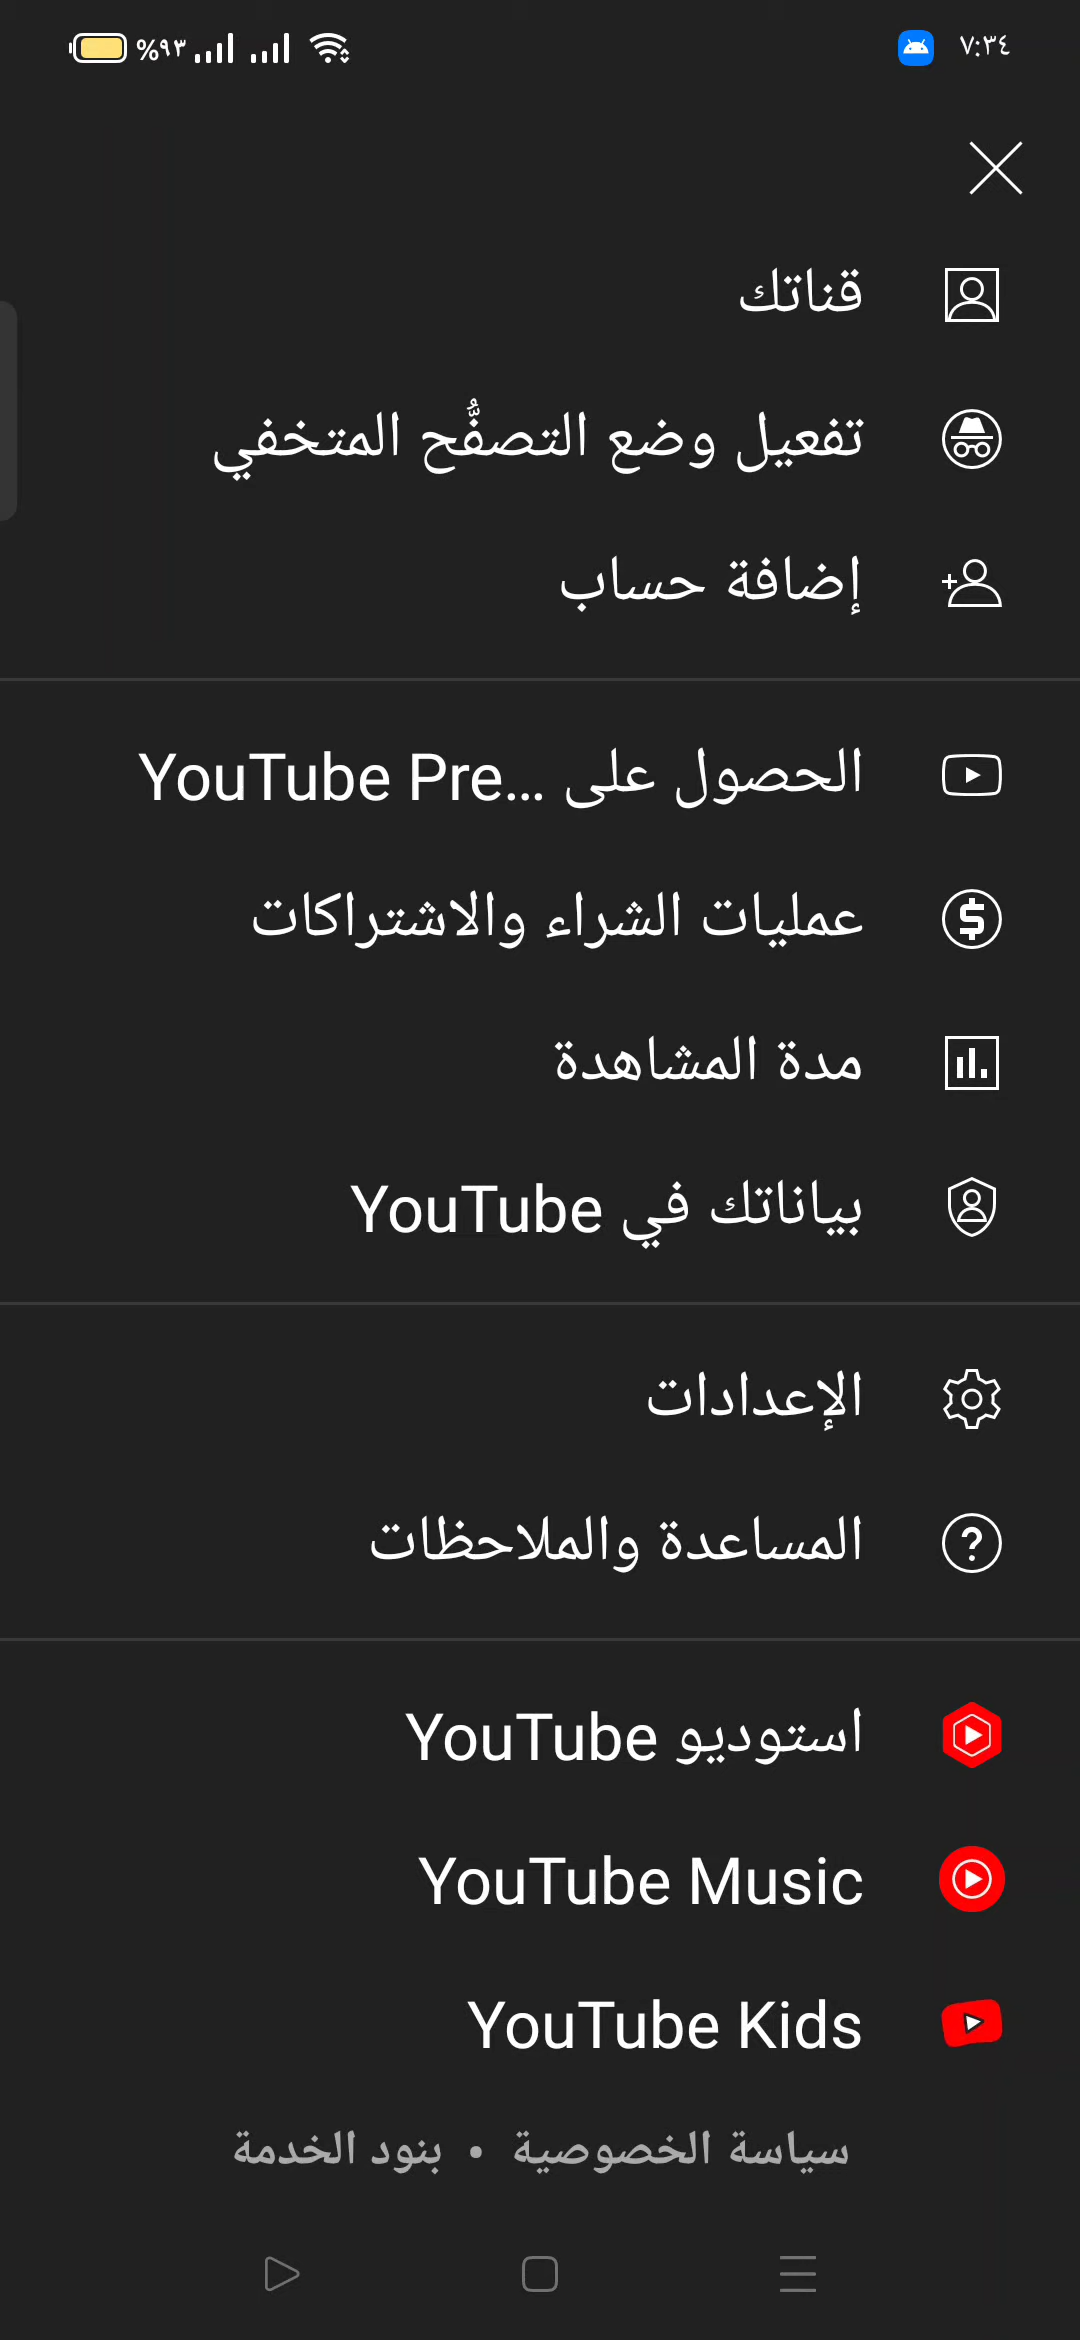 ٧:٣٤ %٩٣
قناتك
تفعيل وضع التصفُّح المتخفي
إضافة حساب
الحصول على YouTube Pre...
عمليات الشراء والاشتراكات
مدة المشاهدة
بياناتك في YouTube
الإعدادات
المساعدة والملاحظات
استوديو YouTube
YouTube Music
YouTube Kids
سياسة الخصوصية • بنود الخدمة